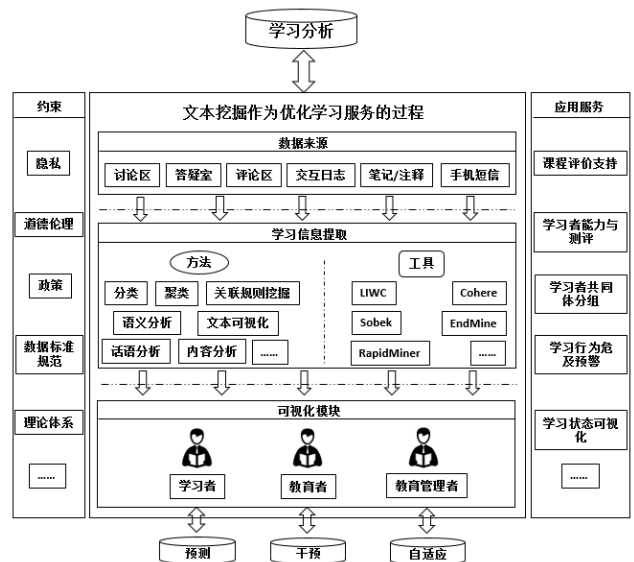 学习分析
约束
隐私
道德伦理
政策
数据标准
规范
理论体系
……
文本挖掘作为优化学习服务的过程
数据来源
讨论区 答疑室 评论区 交互日志 笔记/注释 手机短信
学习信息提取
方法 工具
分类 聚类 关联规则挖掘
语义分析 文本可视化
话语分析 内容分析 ……
LIWC Cohere
Sobek EndMine
RapidMiner ……
可视化模块
学习者 教育者 教育管理者
预测 干预 自适应
应用服务
课程评价支持
学习者能力与
测评
学习者共同
体分组
学习行为危
及预警
学习状态可视
化
……